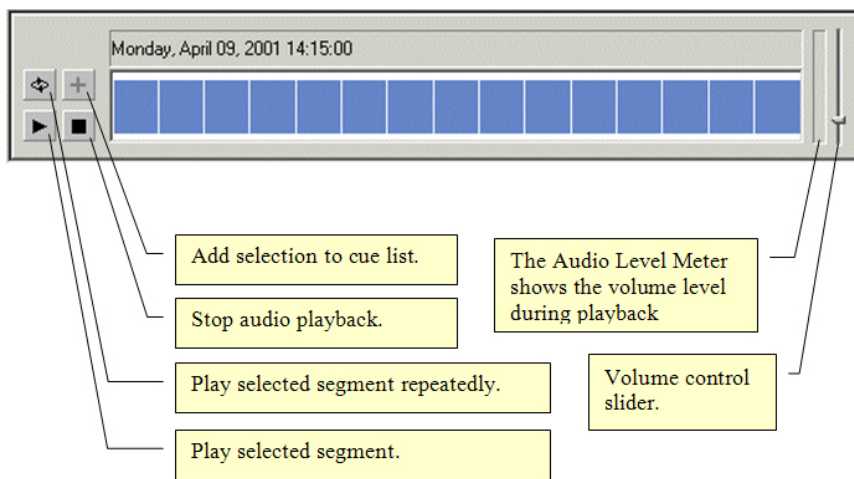 Monday, April 09, 2001 14:15:00
Add selection to cue list.
Stop audio playback.
Play selected segment repeatedly.
Play selected segment.
The Audio Level Meter
shows the volume level
during playback
Volume control
slider.